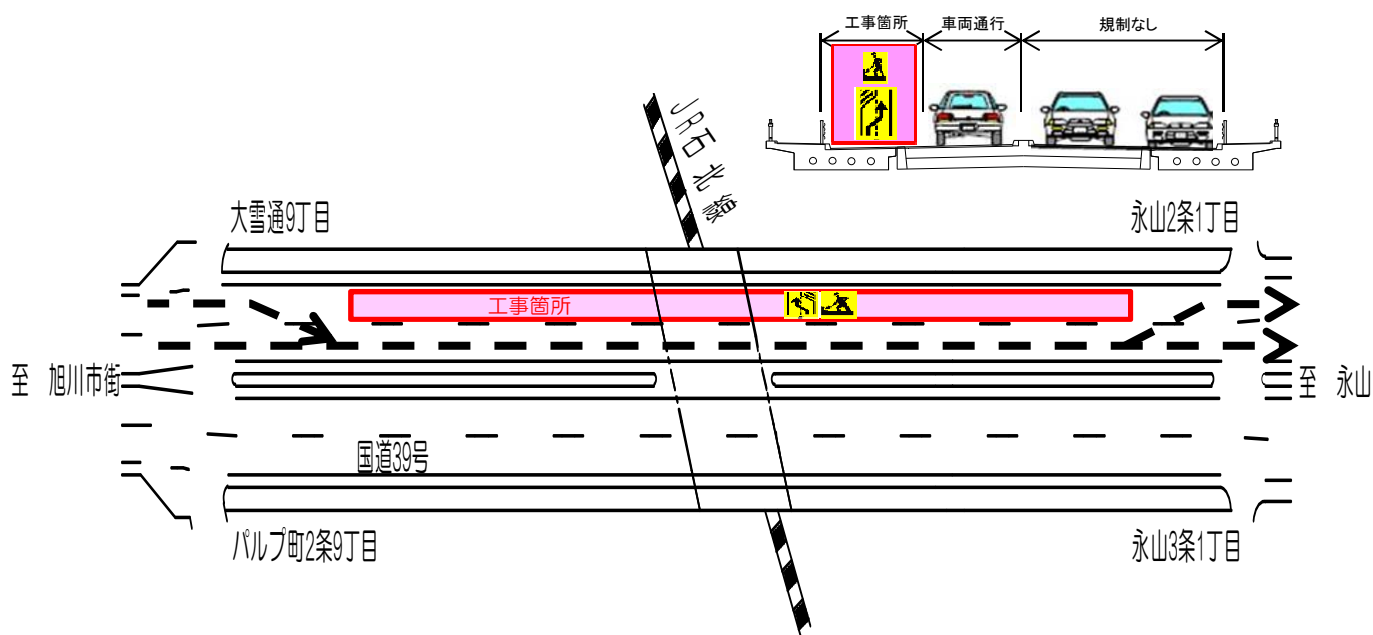 工事箇所
車両通行
規制なし
JR石北線
大雪通9丁目
永山2条1丁目
工事箇所
至 旭川市街
至 永山
国道39号
パルプ町2条9丁目
永山3条1丁目